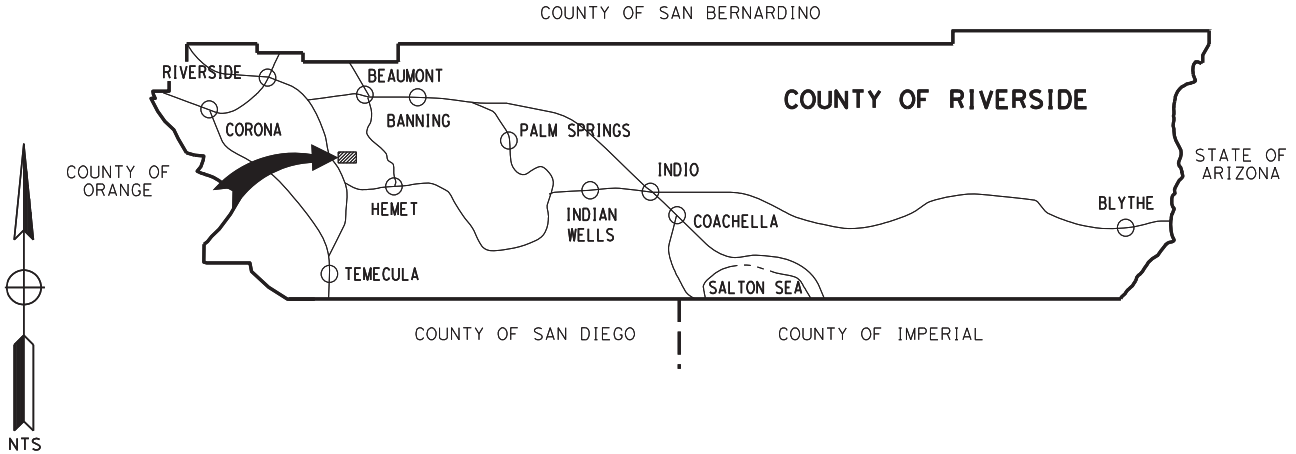 COUNTY OF SAN BERNARDINO
RIVERSIDE
BEAUMONT
COUNTY OF RIVERSIDE
CORONA
BANNING
PALM SPRINGS
COUNTY OF
ORANGE
STATE OF
ARIZONA
INDIO
HEMET
INDIAN
WELLS
COACHELLA
BLYTHE
TEMECULA
SALTON SEA
COUNTY OF SAN DIEGO
COUNTY OF IMPERIAL
NTS